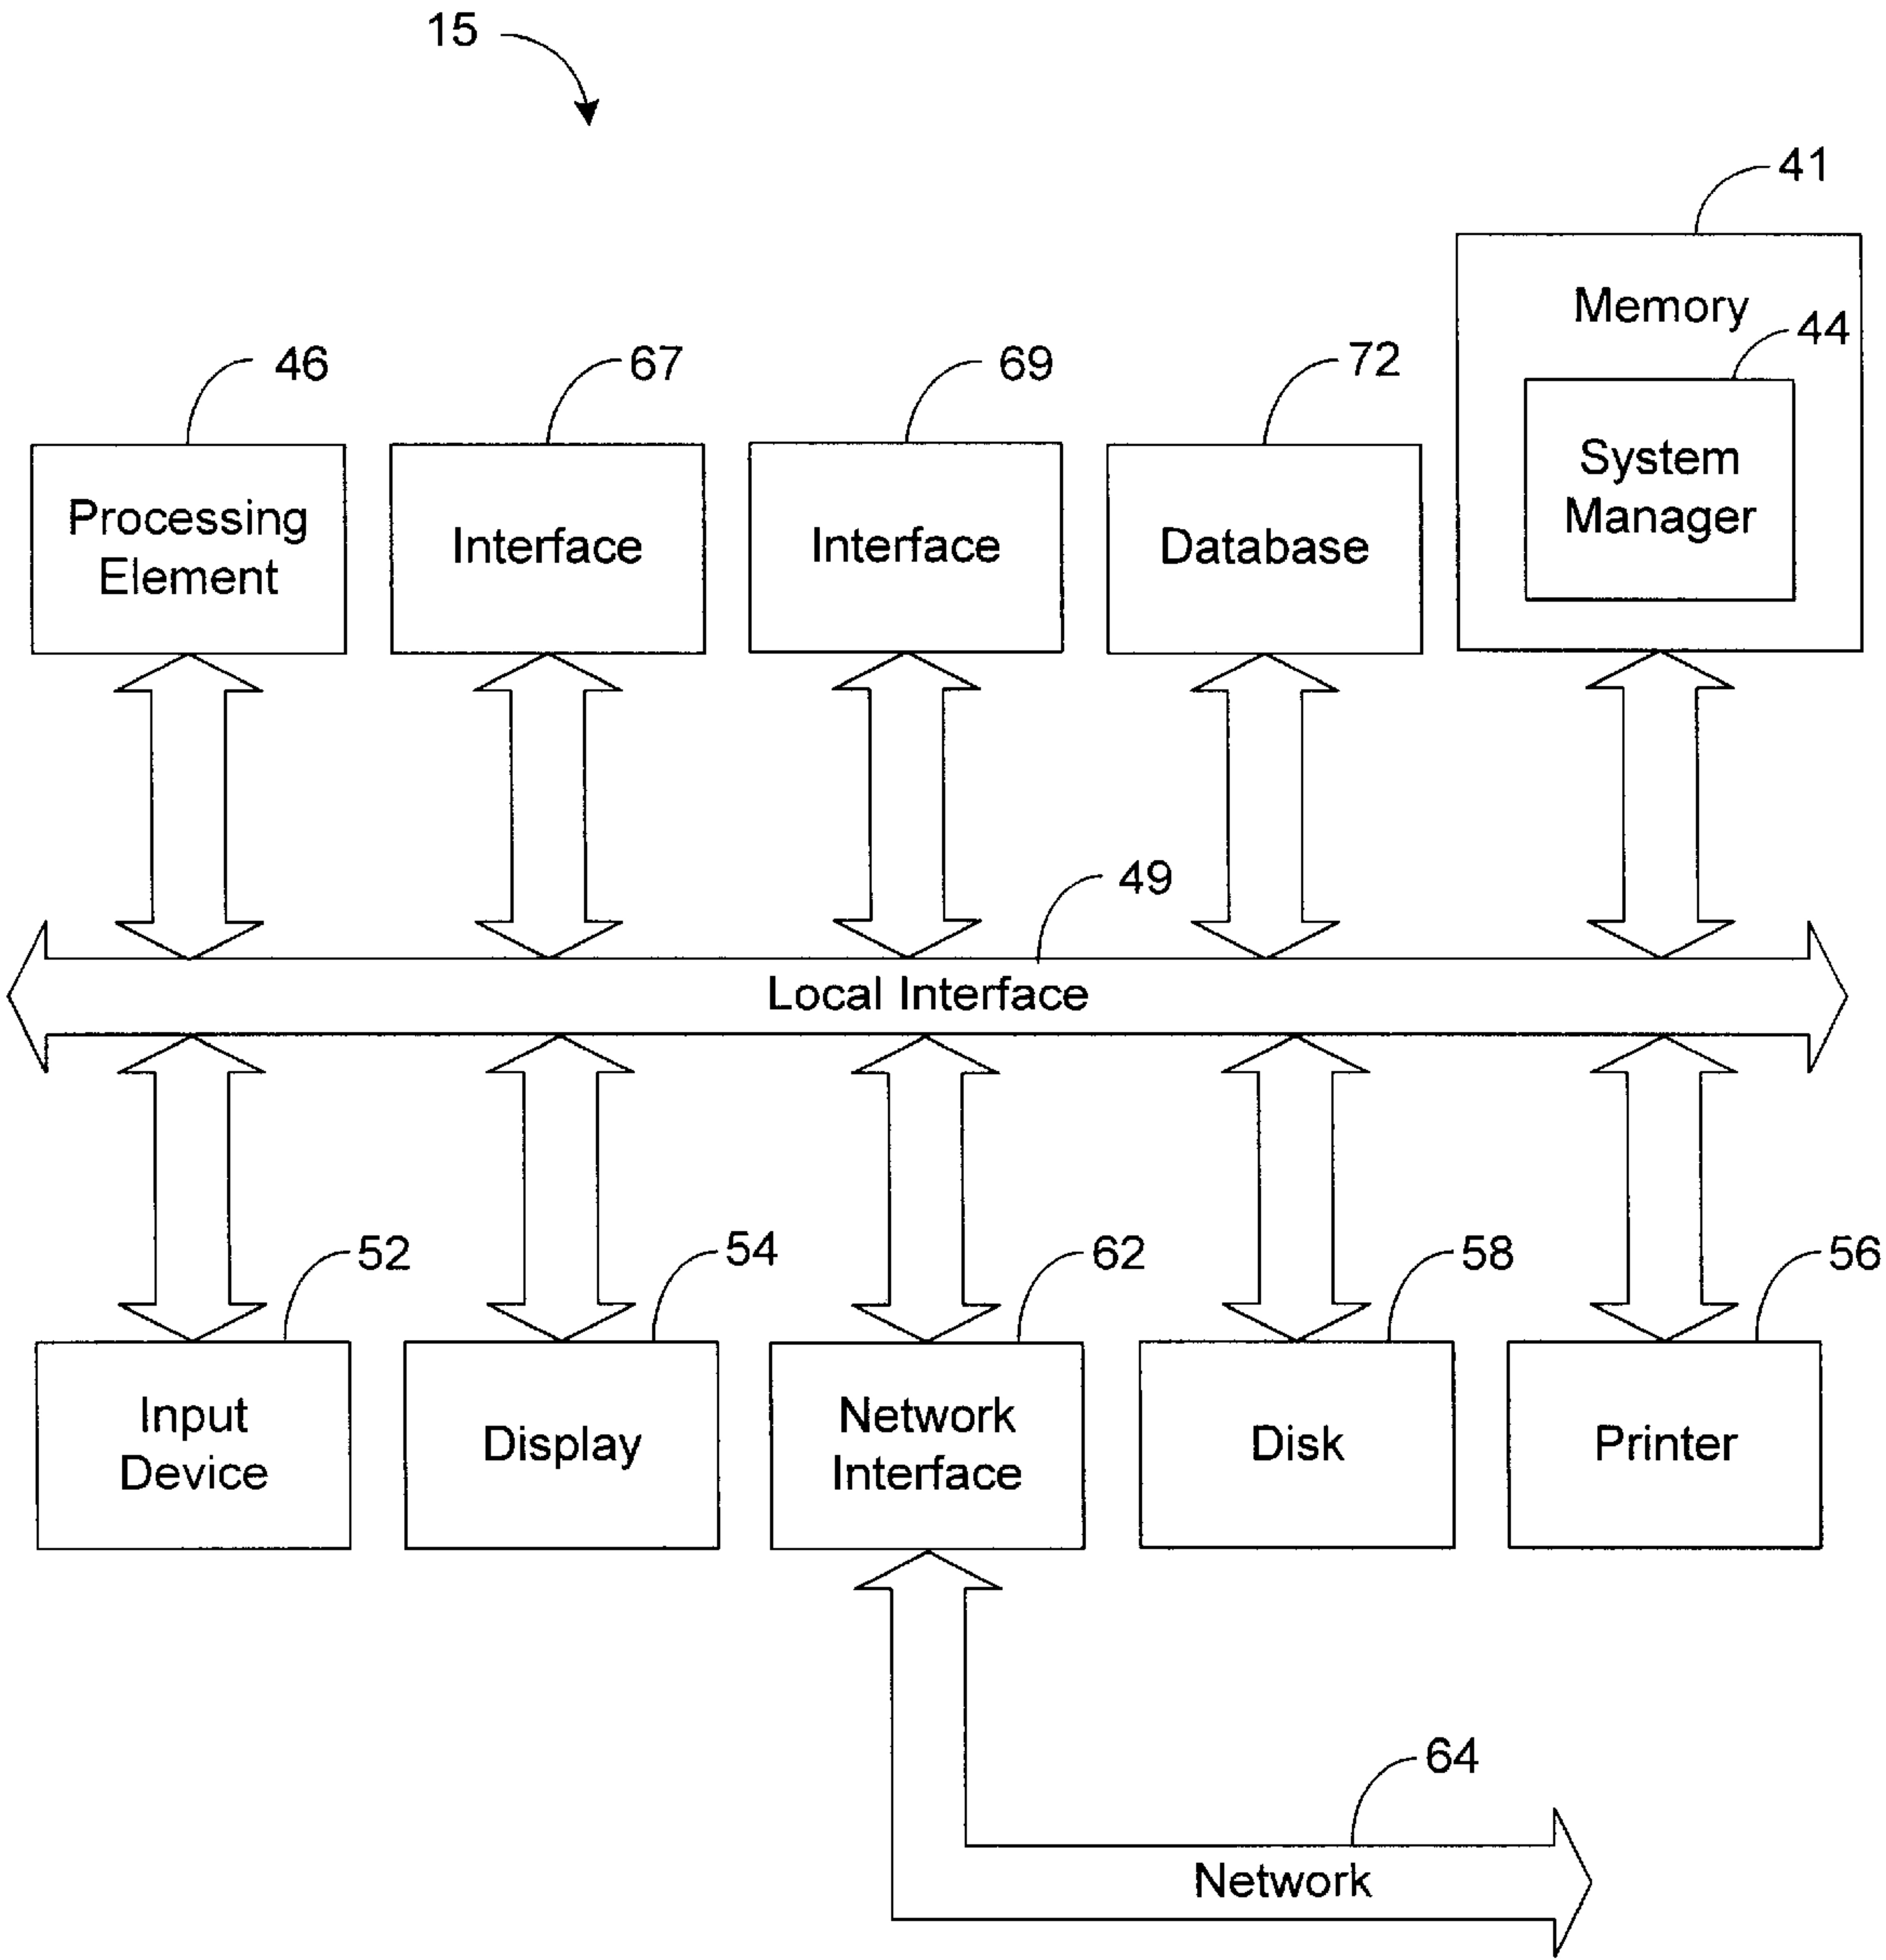 15
41
Memory
46
67
69
72
44
Processing
Element
Interface
Interface
Database
System
Manager
49
Local Interface
52
54
62
58
56
Input
Device
Display
Network
Interface
Disk
Printer
64
Network